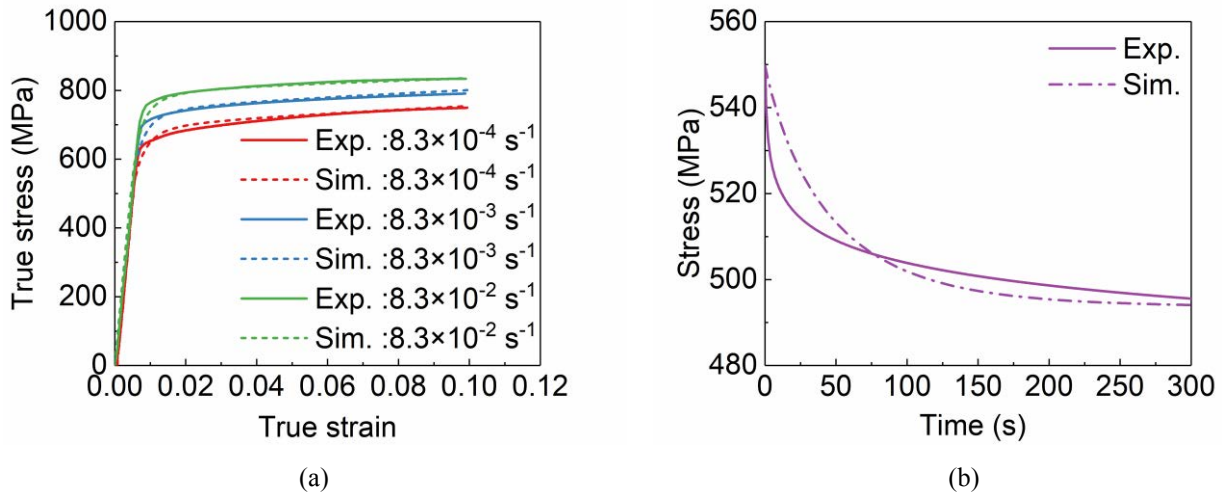 1000
800
600
400
200
0
True stress (MPa)
Exp. :8.3×10⁻⁴ s⁻¹
Sim. :8.3×10⁻⁴ s⁻¹
Exp. :8.3×10⁻³ s⁻¹
Sim. :8.3×10⁻³ s⁻¹
Exp. :8.3×10⁻² s⁻¹
Sim. :8.3×10⁻² s⁻¹
0.00 0.02 0.04 0.06 0.08 0.10 0.12
True strain
(a)
560
540
520
500
480
Stress (MPa)
Exp.
Sim.
0 50 100 150 200 250 300
Time (s)
(b)